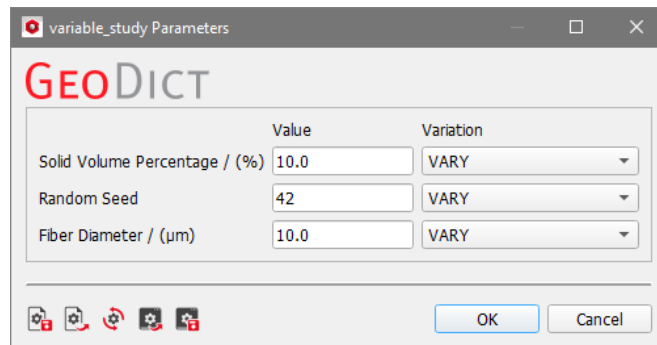 variable_study Parameters
GEODICT
Value Variation
Solid Volume Percentage / (%) 10.0 VARY
Random Seed 42 VARY
Fiber Diameter / (µm) 10.0 VARY
OK Cancel